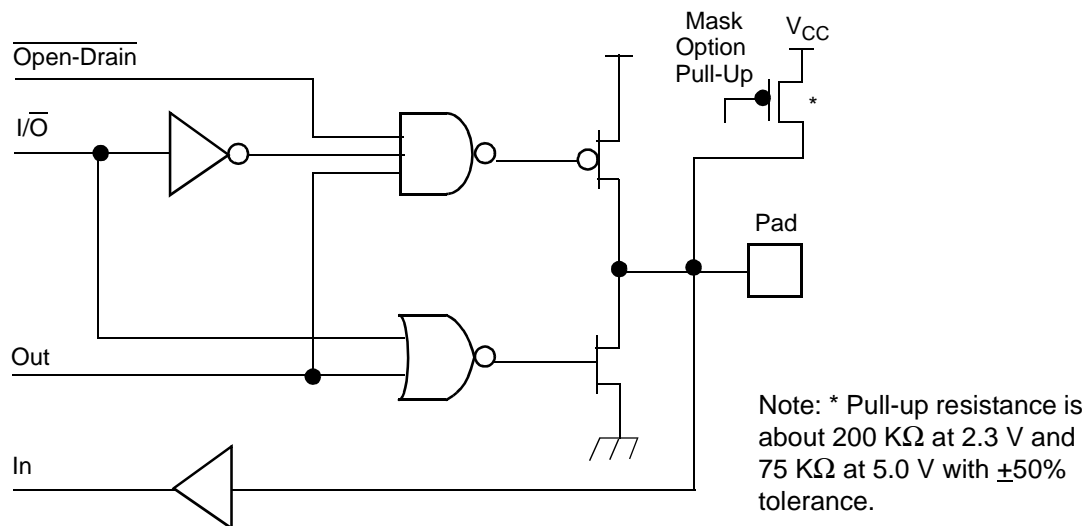 Open-Drain
I/O
Mask
Option
Pull-Up
VCC
*
Pad
Out
In
Note: * Pull-up resistance is
about 200 KΩ at 2.3 V and
75 KΩ at 5.0 V with ±50%
tolerance.